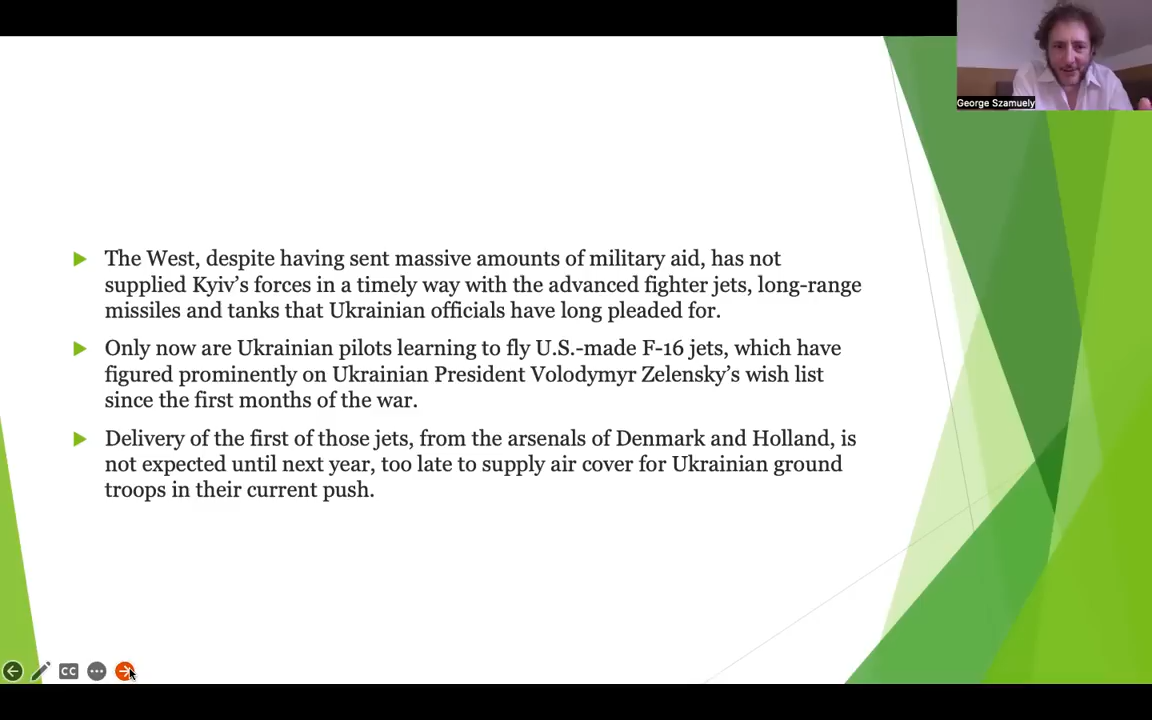 George Szamuely
The West, despite having sent massive amounts of military aid, has not
supplied Kyiv’s forces in a timely way with the advanced fighter jets, long-range
missiles and tanks that Ukrainian officials have long pleaded for.
Only now are Ukrainian pilots learning to fly U.S.-made F-16 jets, which have
figured prominently on Ukrainian President Volodymyr Zelensky’s wish list
since the first months of the war.
Delivery of the first of those jets, from the arsenals of Denmark and Holland, is
not expected until next year, too late to supply air cover for Ukrainian ground
troops in their current push.
CC